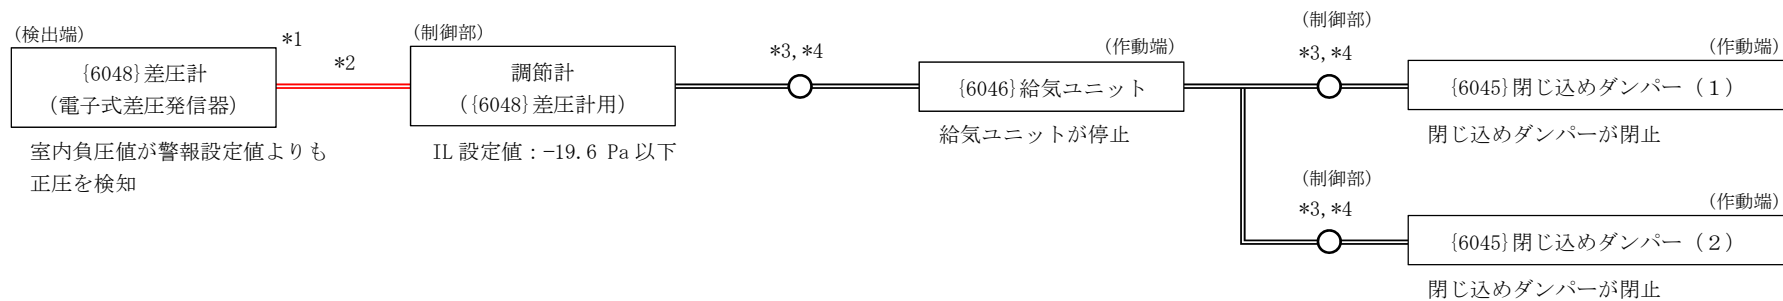 (検出端)
*1
{6048}差圧計
(電子式差圧発信器)
室内負圧値が警報設定値よりも
正圧を検知
*2
(制御部)
調節計
({6048}差圧計用)
IL 設定値：-19.6 Pa 以下
*3, *4
(作動端)
{6046}給気ユニット
給気ユニットが停止
(制御部)
*3, *4
(作動端)
{6045}閉じ込めダンパー（１）
閉じ込めダンパーが閉止
(制御部)
*3, *4
(作動端)
{6045}閉じ込めダンパー（２）
閉じ込めダンパーが閉止